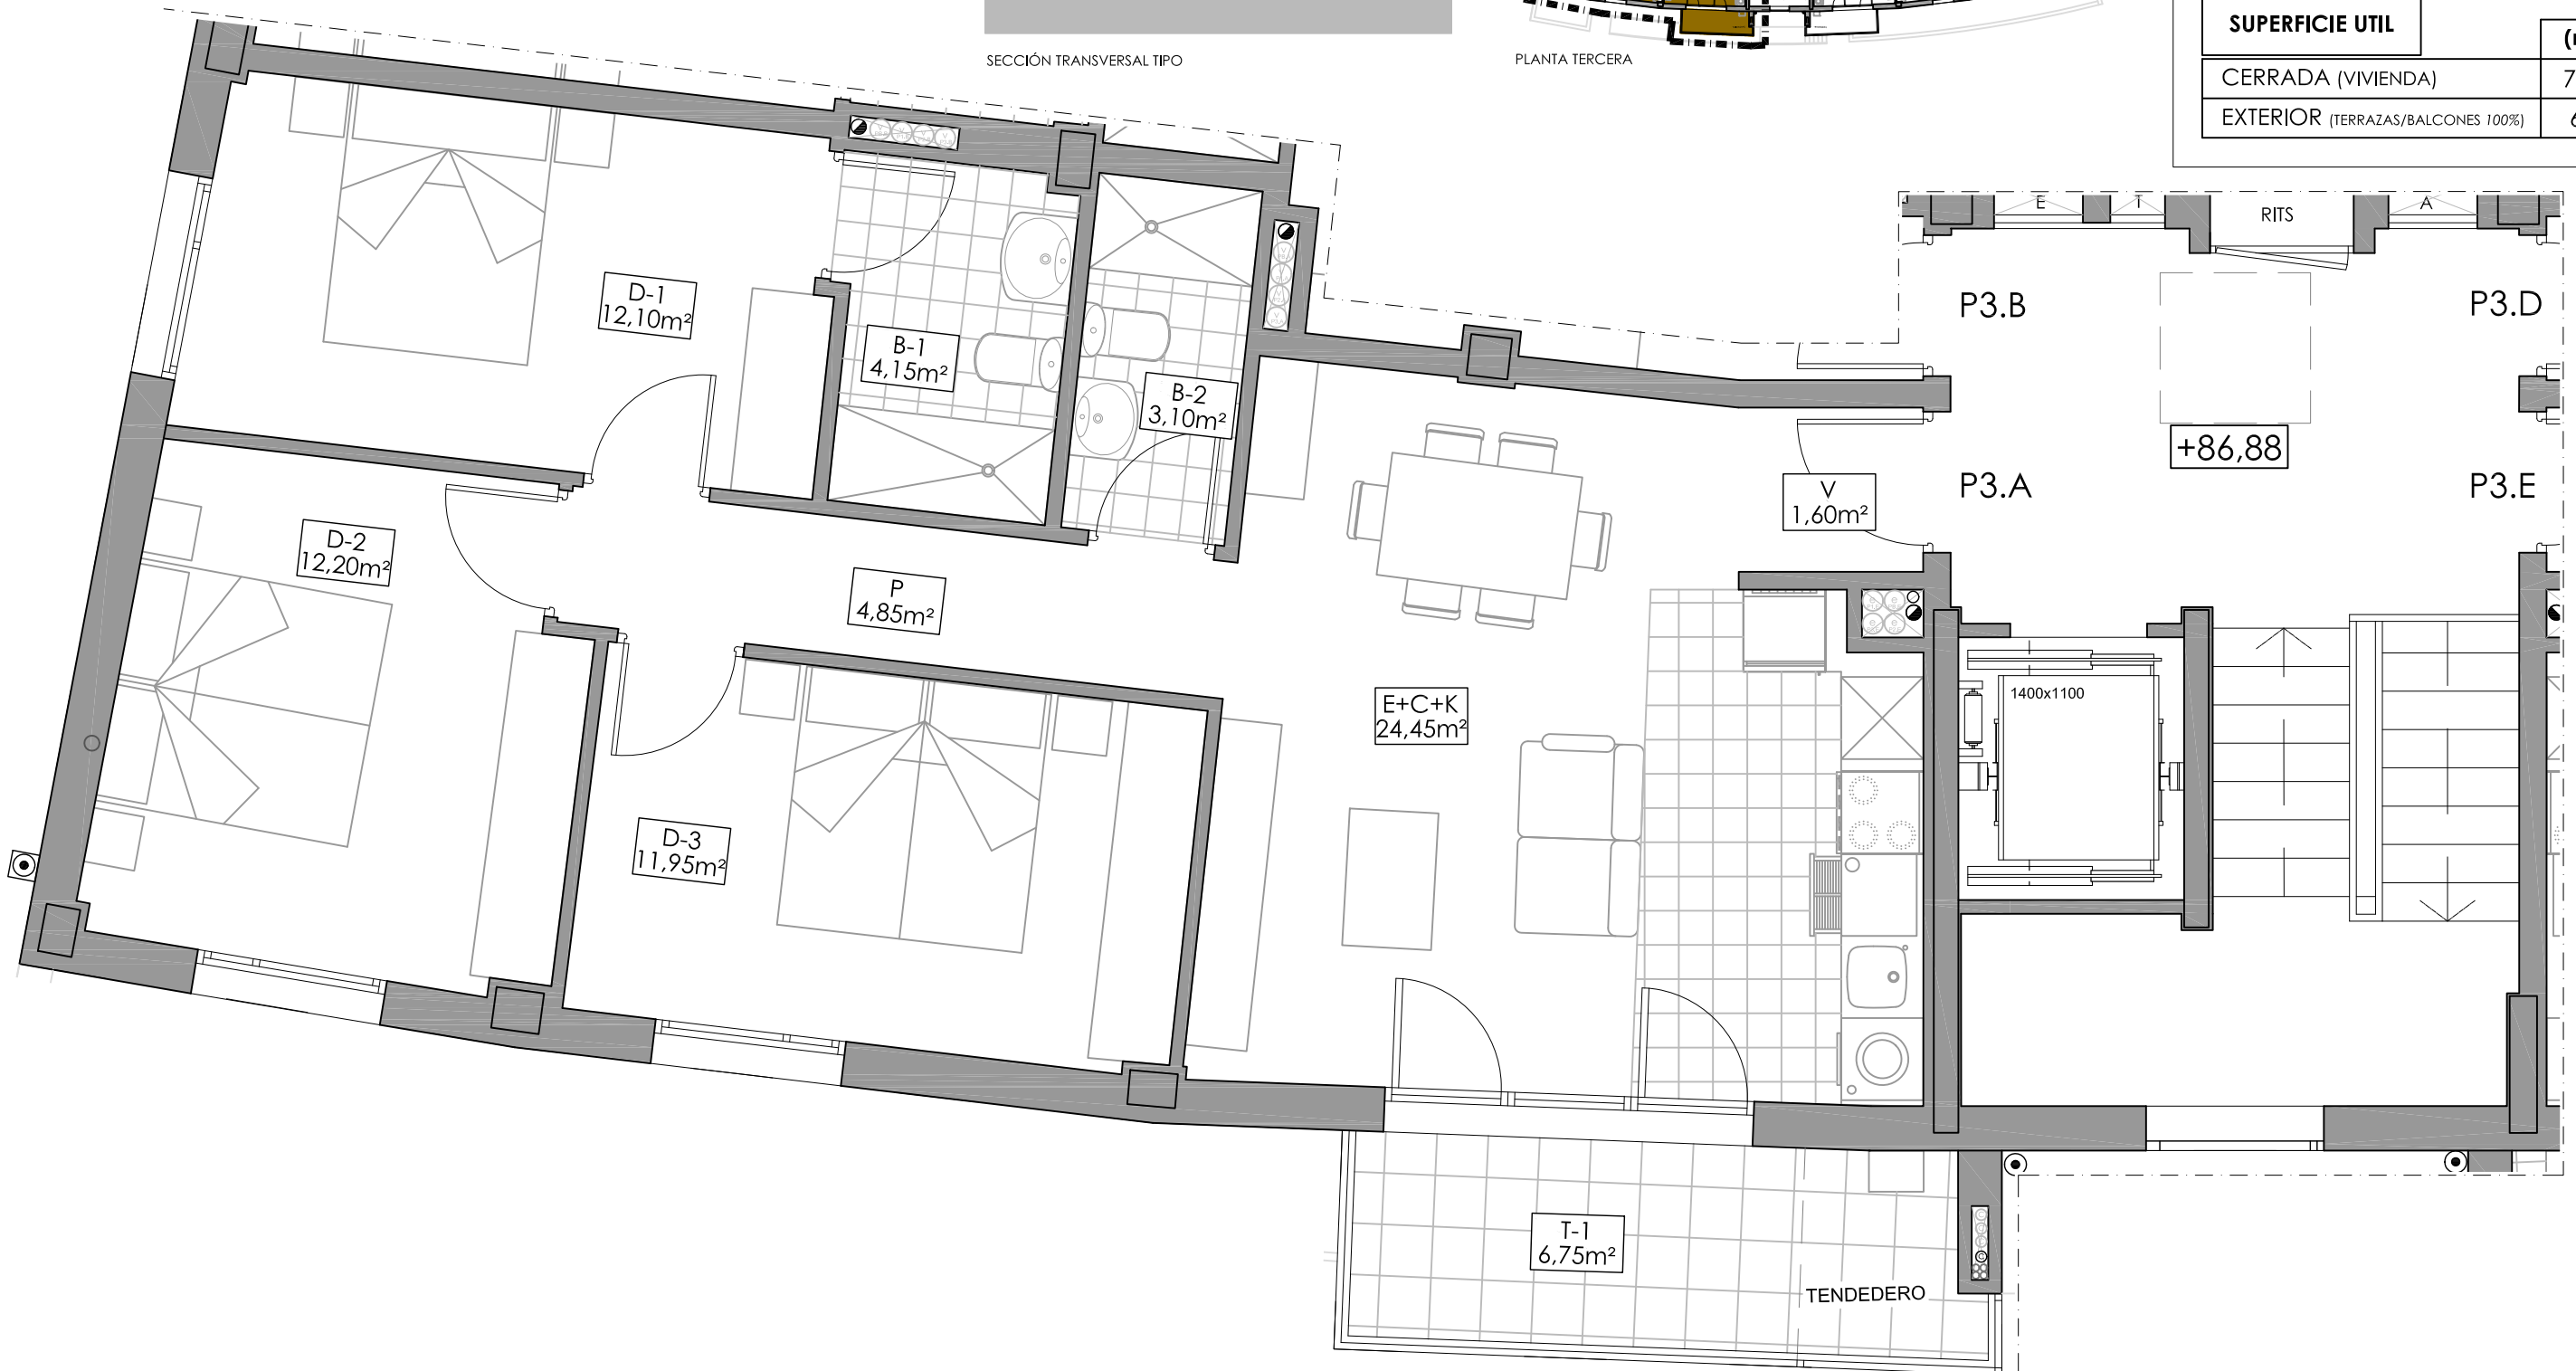 SECCIÓN TRANSVERSAL TIPO
PLANTA TERCERA
SUPERFICIE UTIL
CERRADA (VIVIENDA)
7
EXTERIOR (TERRAZAS/BALCONES 100%)
6
E
T
RITS
A
D-1
12,10m²
B-1
4,15m²
B-2
3,10m²
P3.B
P3.D
+86,88
V
1,60m²
P3.A
P3.E
D-2
12,20m²
P
4,85m²
E+C+K
24,45m²
1400x1100
D-3
11,95m²
T-1
6,75m²
TENDEDERO